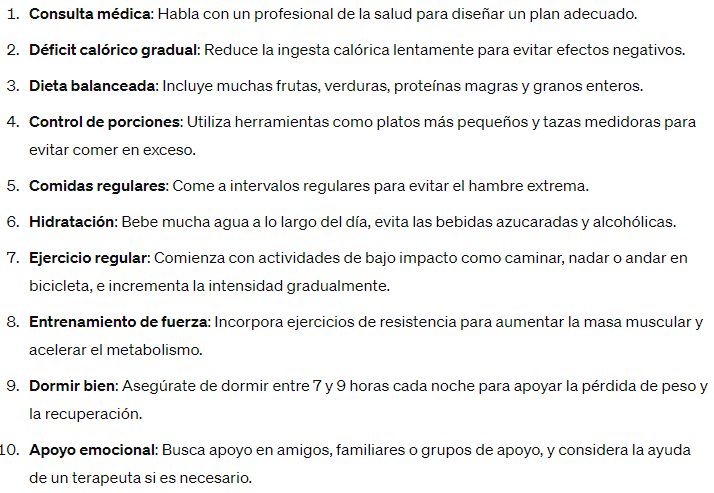 1. Consulta médica: Habla con un profesional de la salud para diseñar un plan adecuado.
2. Déficit calórico gradual: Reduce la ingesta calórica lentamente para evitar efectos negativos.
3. Dieta balanceada: Incluye muchas frutas, verduras, proteínas magras y granos enteros.
4. Control de porciones: Utiliza herramientas como platos más pequeños y tazas medidoras para
evitar comer en exceso.
5. Comidas regulares: Come a intervalos regulares para evitar el hambre extrema.
6. Hidratación: Bebe mucha agua a lo largo del día, evita las bebidas azucaradas y alcohólicas.
7. Ejercicio regular: Comienza con actividades de bajo impacto como caminar, nadar o andar en
bicicleta, e incrementa la intensidad gradualmente.
8. Entrenamiento de fuerza: Incorpora ejercicios de resistencia para aumentar la masa muscular y
acelerar el metabolismo.
9. Dormir bien: Asegúrate de dormir entre 7 y 9 horas cada noche para apoyar la pérdida de peso y
la recuperación.
10. Apoyo emocional: Busca apoyo en amigos, familiares o grupos de apoyo, y considera la ayuda
de un terapeuta si es necesario.